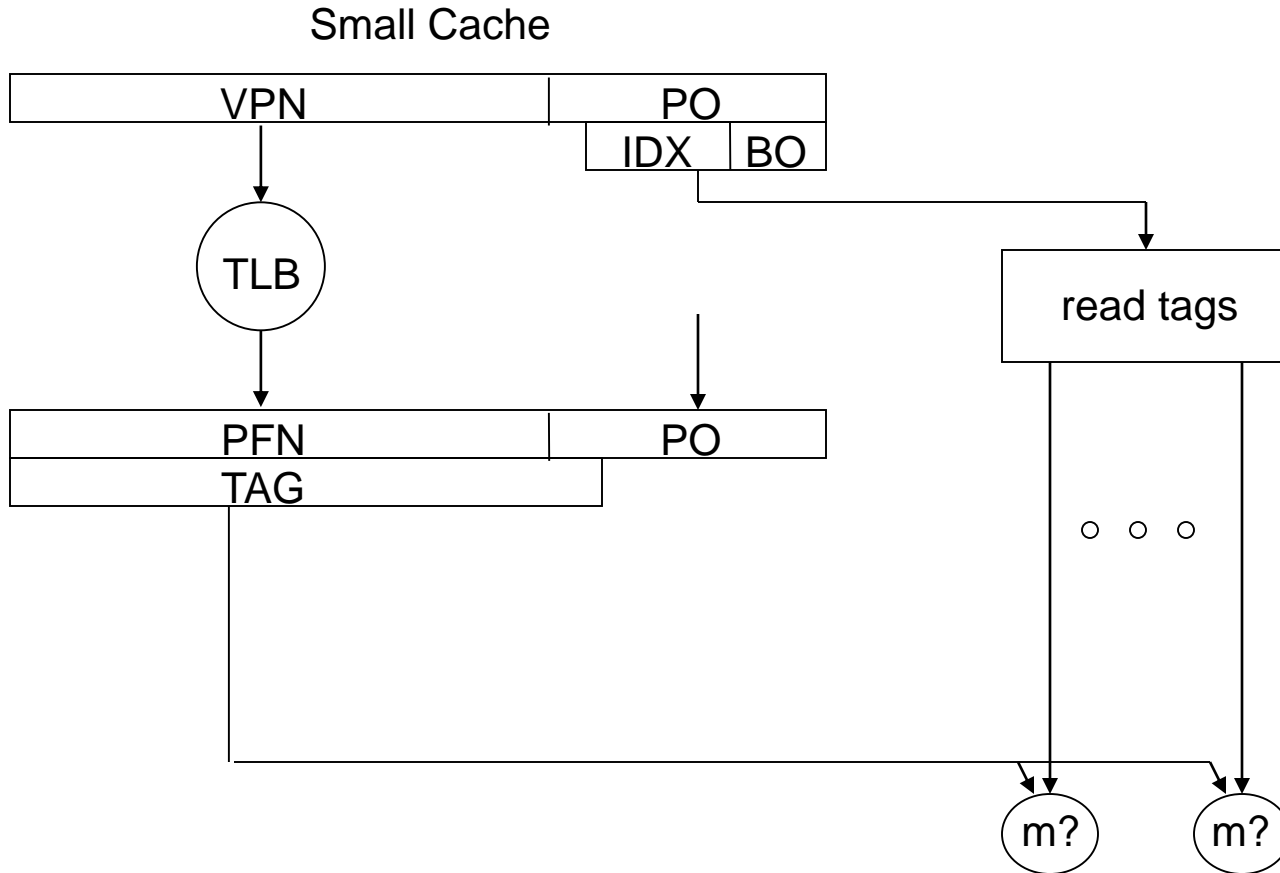 Small Cache
VPN PO
IDX BO
TLB
read tags
PFN PO
TAG
m? m?